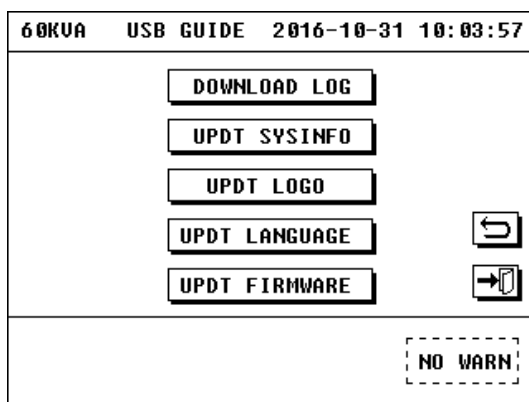 60KVA USB GUIDE 2016-10-31 10:03:57
DOWNLOAD LOG
UPDT SYSINFO
UPDT LOGO
UPDT LANGUAGE
UPDT FIRMWARE
NO WARN